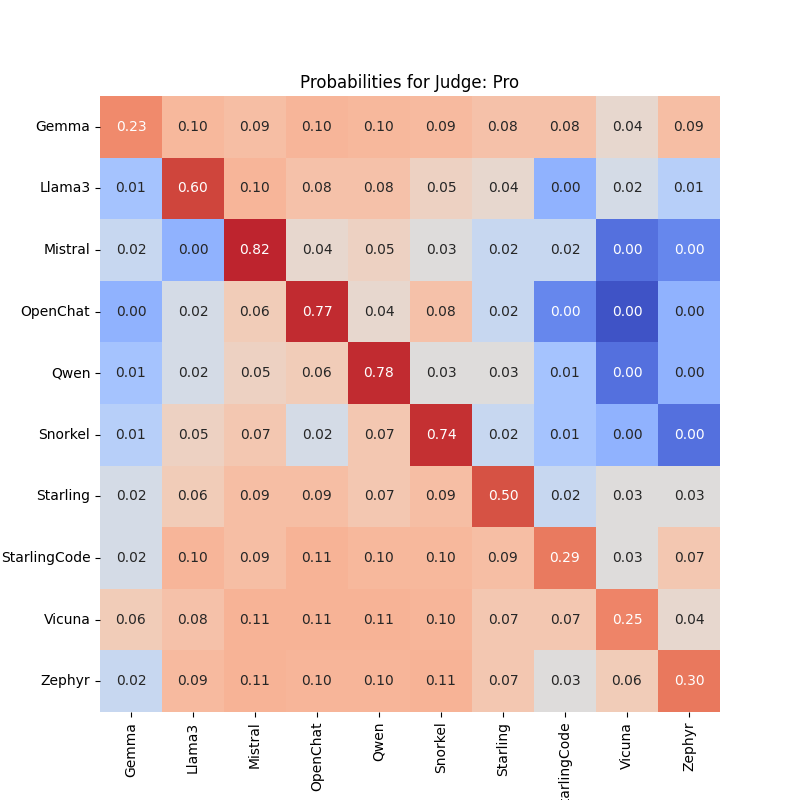 Probabilities for Judge: Pro
Gemma 0.23 0.10 0.09 0.10 0.10 0.09 0.08 0.08 0.04 0.09
Llama3 0.01 0.60 0.10 0.08 0.08 0.05 0.04 0.00 0.02 0.01
Mistral 0.02 0.00 0.82 0.04 0.05 0.03 0.02 0.02 0.00 0.00
OpenChat 0.00 0.02 0.06 0.77 0.04 0.08 0.02 0.00 0.00 0.00
Qwen 0.01 0.02 0.05 0.06 0.78 0.03 0.03 0.01 0.00 0.00
Snorkel 0.01 0.05 0.07 0.02 0.07 0.74 0.02 0.01 0.00 0.00
Starling 0.02 0.06 0.09 0.09 0.07 0.09 0.50 0.02 0.03 0.03
StarlingCode 0.02 0.10 0.09 0.11 0.10 0.10 0.09 0.29 0.03 0.07
Vicuna 0.06 0.08 0.11 0.11 0.11 0.10 0.07 0.07 0.25 0.04
Zephyr 0.02 0.09 0.11 0.10 0.10 0.11 0.07 0.03 0.06 0.30
Gemma Llama3 Mistral OpenChat Qwen Snorkel Starling arlingCode Vicuna Zephyr